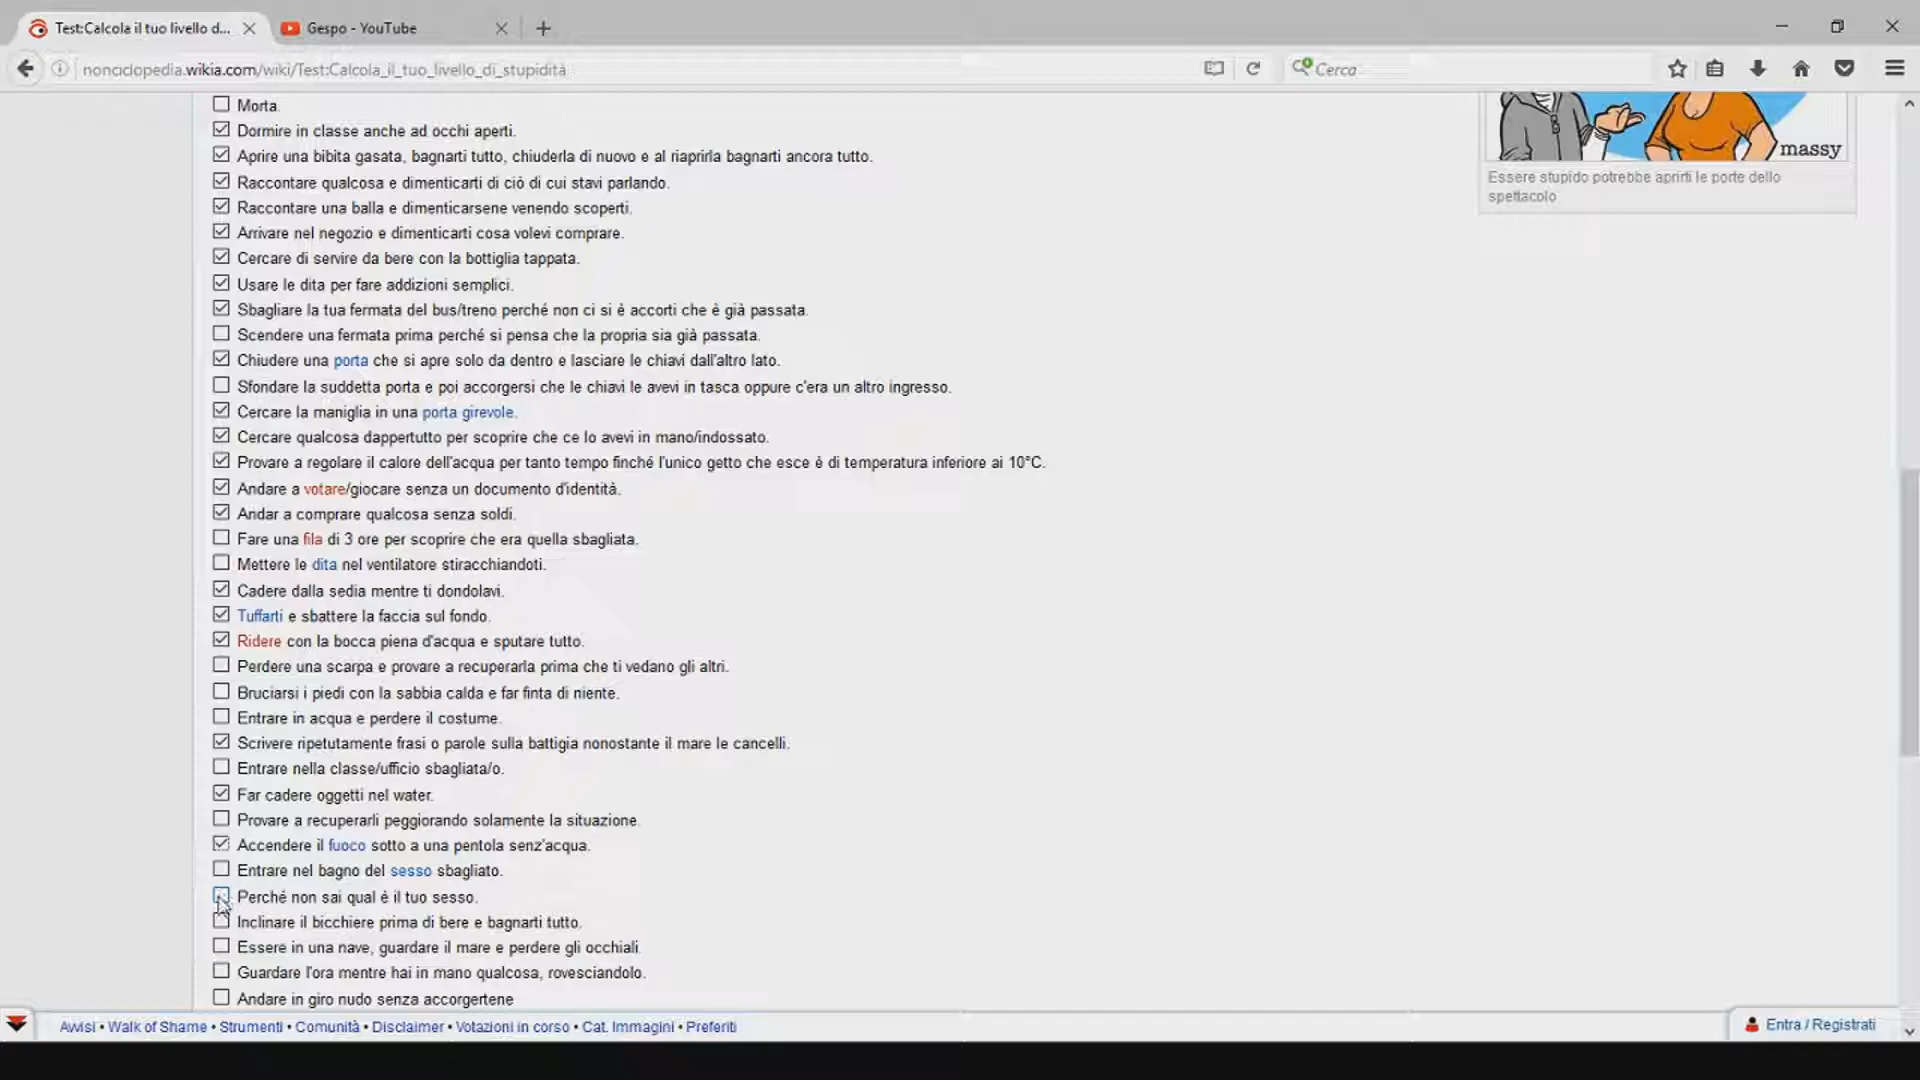 Test:Calcola il tuo livello d...
Gespo - YouTube
nonciclopedia.wikia.com/wiki/Test:Calcola_il_tuo_livello_di_stupidità
Cerca
Morta.
Dormire in classe anche ad occhi aperti.
Aprire una bibita gasata, bagnarti tutto, chiuderla di nuovo e al riaprirla bagnarti ancora tutto.
Raccontare qualcosa e dimenticarti di ciò di cui stavi parlando.
Raccontare una balla e dimenticarsene venendo scoperti.
Arrivare nel negozio e dimenticarti cosa volevi comprare.
Cercare di servire da bere con la bottiglia tappata.
Usare le dita per fare addizioni semplici.
Sbagliare la tua fermata del bus/treno perché non ci si è accorti che è già passata.
Scendere una fermata prima perché si pensa che la propria sia già passata.
Chiudere una porta che si apre solo da dentro e lasciare le chiavi dall'altro lato.
Sfondare la suddetta porta e poi accorgersi che le chiavi le avevi in tasca oppure c'era un altro ingresso.
Cercare la maniglia in una porta girevole.
Cercare qualcosa dappertutto per scoprire che ce lo avevi in mano/indossato.
Provare a regolare il calore dell'acqua per tanto tempo finché l'unico getto che esce è di temperatura inferiore ai 10°C.
Andare a votare/giocare senza un documento d'identità.
Andar a comprare qualcosa senza soldi.
Fare una fila di 3 ore per scoprire che era quella sbagliata.
Mettere le dita nel ventilatore stiracchiandoti.
Cadere dalla sedia mentre ti dondolavi.
Tuffarti e sbattere la faccia sul fondo.
Ridere con la bocca piena d'acqua e sputare tutto.
Perdere una scarpa e provare a recuperarla prima che ti vedano gli altri.
Bruciarsi i piedi con la sabbia calda e far finta di niente.
Entrare in acqua e perdere il costume.
Scrivere ripetutamente frasi o parole sulla battigia nonostante il mare le cancelli.
Entrare nella classe/ufficio sbagliata/o.
Far cadere oggetti nel water.
Provare a recuperarli peggiorando solamente la situazione.
Accendere il fuoco sotto a una pentola senz'acqua.
Entrare nel bagno del sesso sbagliato.
Perché non sai qual è il tuo sesso.
Inclinare il bicchiere prima di bere e bagnarti tutto.
Essere in una nave, guardare il mare e perdere gli occhiali.
Guardare l'ora mentre hai in mano qualcosa, rovesciandolo.
Andare in giro nudo senza accorgertene
massy
Essere stupido potrebbe aprirti le porte dello
spettacolo
Avvisi • Walk of Shame • Strumenti • Comunità • Disclaimer • Votazioni in corso • Cat. Immagini • Preferiti
Entra / Registrati